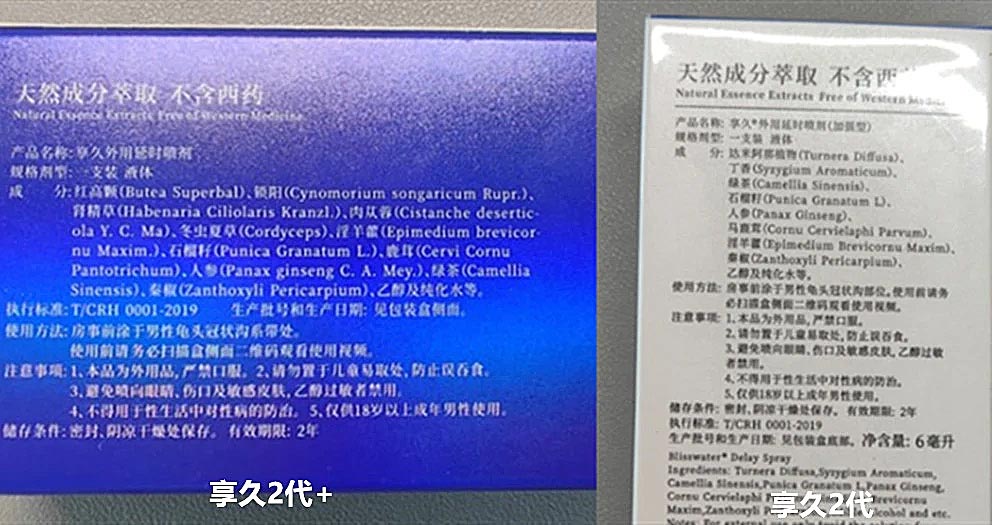 天然成分萃取 不含西药
Natural Essence Extracts Free of Western Medicine
产品名称:享久外用延时喷剂
规格剂型:一支装 液体
成 分:红高颗(Butea Superbal)、锁阳(Cynomorium songaricum Rupr.)、
肾精草(Habenaria Ciliolaris Kranzl.)、肉苁蓉(Cistanche desertic-
ola Y. C. Ma)、冬虫夏草(Cordyceps)、淫羊藿(Epimedium brevicor-
nu Maxim.)、石榴籽(Punica Granatum L.)、鹿茸(Cervi Cornu
Pantotrichum)、人参(Panax ginseng C. A. Mey.)、绿茶(Camellia
Sinensis)、秦椒(Zanthoxyli Pericarpium)、乙醇及纯化水等。
执行标准: T/CRH 0001-2019 生产批号和生产日期: 见包装盒侧面。
使用方法: 房事前涂于男性龟头冠状沟系带处。
使用前请务必扫描盒侧面二维码观看使用视频。
注意事项: 1、本品为外用品,严禁口服。2、请勿置于儿童易取处,防止误吞食。
3、避免喷向眼睛、伤口及敏感皮肤,乙醇过敏者禁用。
4、不得用于性生活中对性病的防治。 5、仅供18岁以上成年男性使用。
储存条件: 密封、阴凉干燥处保存。 有效期限: 2年
享久2代+
天然成分萃取 不含西
Natural Essence Extracts Free of Western
产品名称: 享久®外用延时喷剂(加强型)
规格剂型: 一支装 液体
成 分: 达米阿那植物(Turnera Diffusa)、
丁香(Syzygium Aromaticum)、
绿茶(Camellia Sinensis)、
石榴籽(Punica Granatum L)、
人参(Panax Ginseng)、
马鹿茸(Cornu Cervielaphi Parvum)、
淫羊藿(Epimedium Brevicornu Maxim)、
秦椒(Zanthoxyli Pericarpium)、
乙醇及纯化水等。
使用方法: 房事前涂于男性龟头冠状沟部位,使用前请务
必扫描盒侧面二维码观看使用视频。
注意事项: 1、本品为外用品,严禁口服。
2、请勿置于儿童易取处,防止误吞食。
3、避免喷向眼睛、伤口及敏感皮肤,乙醇过敏
者禁用。
4、不得用于性生活中对性病的防治。
5、仅供18岁以上成年男性使用。
储存条件: 密封、阴凉干燥处保存。 有效期限: 2年
执行标准: T/CRH 0001-2019
生产批号和生产日期: 见包装盒底部。 净含量: 6毫升
Blisswater® Delay Spray
Ingredients: Turnera Diffusa,Syzygium Aromaticum,
Camellia Sinensis,Punica Granatum L,Panax Ginseng,
Cornu Cervielaphi Brevicornu
Maxim,Zanthoxyli Alcohol and etc.
享久2代